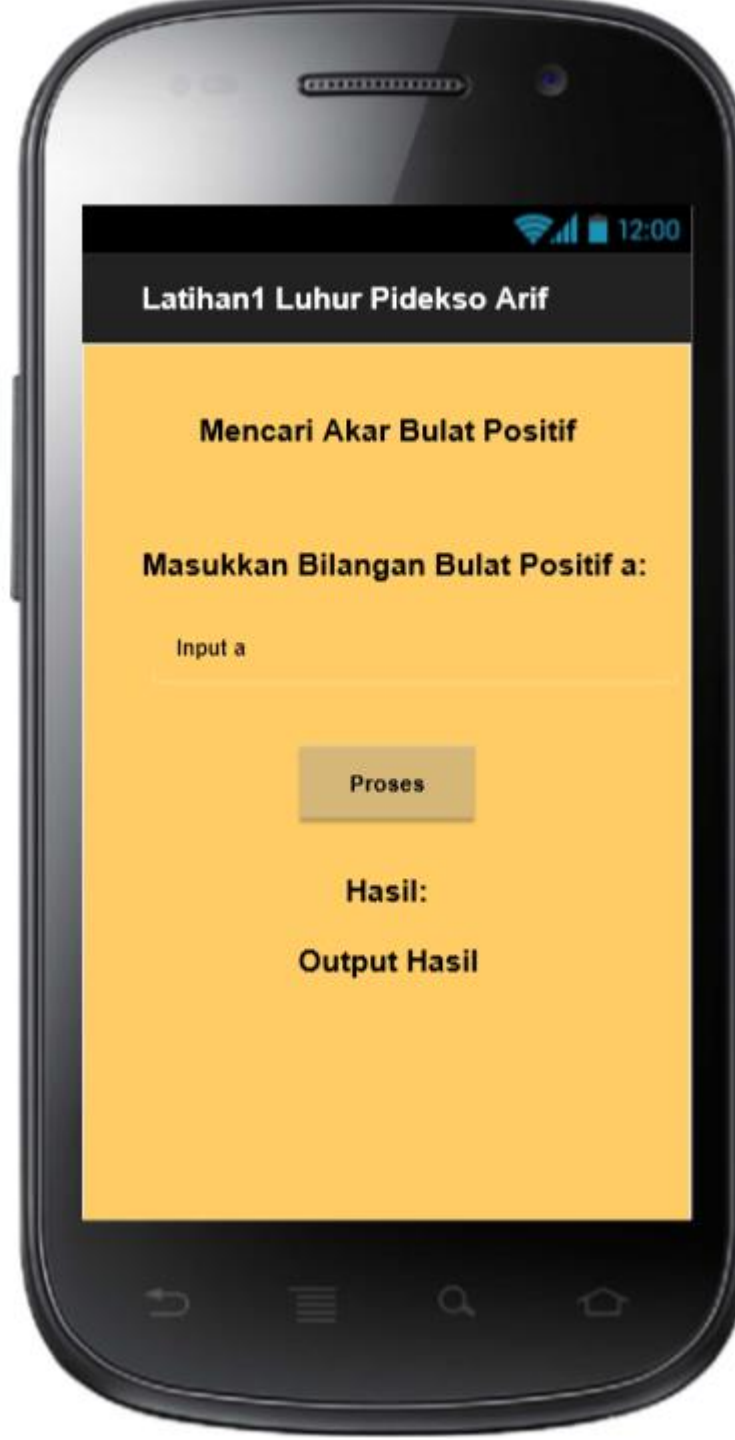 12:00
Latihan1 Luhur Pidekso Arif
Mencari Akar Bulat Positif
Masukkan Bilangan Bulat Positif a:
Input a
Proses
Hasil:
Output Hasil